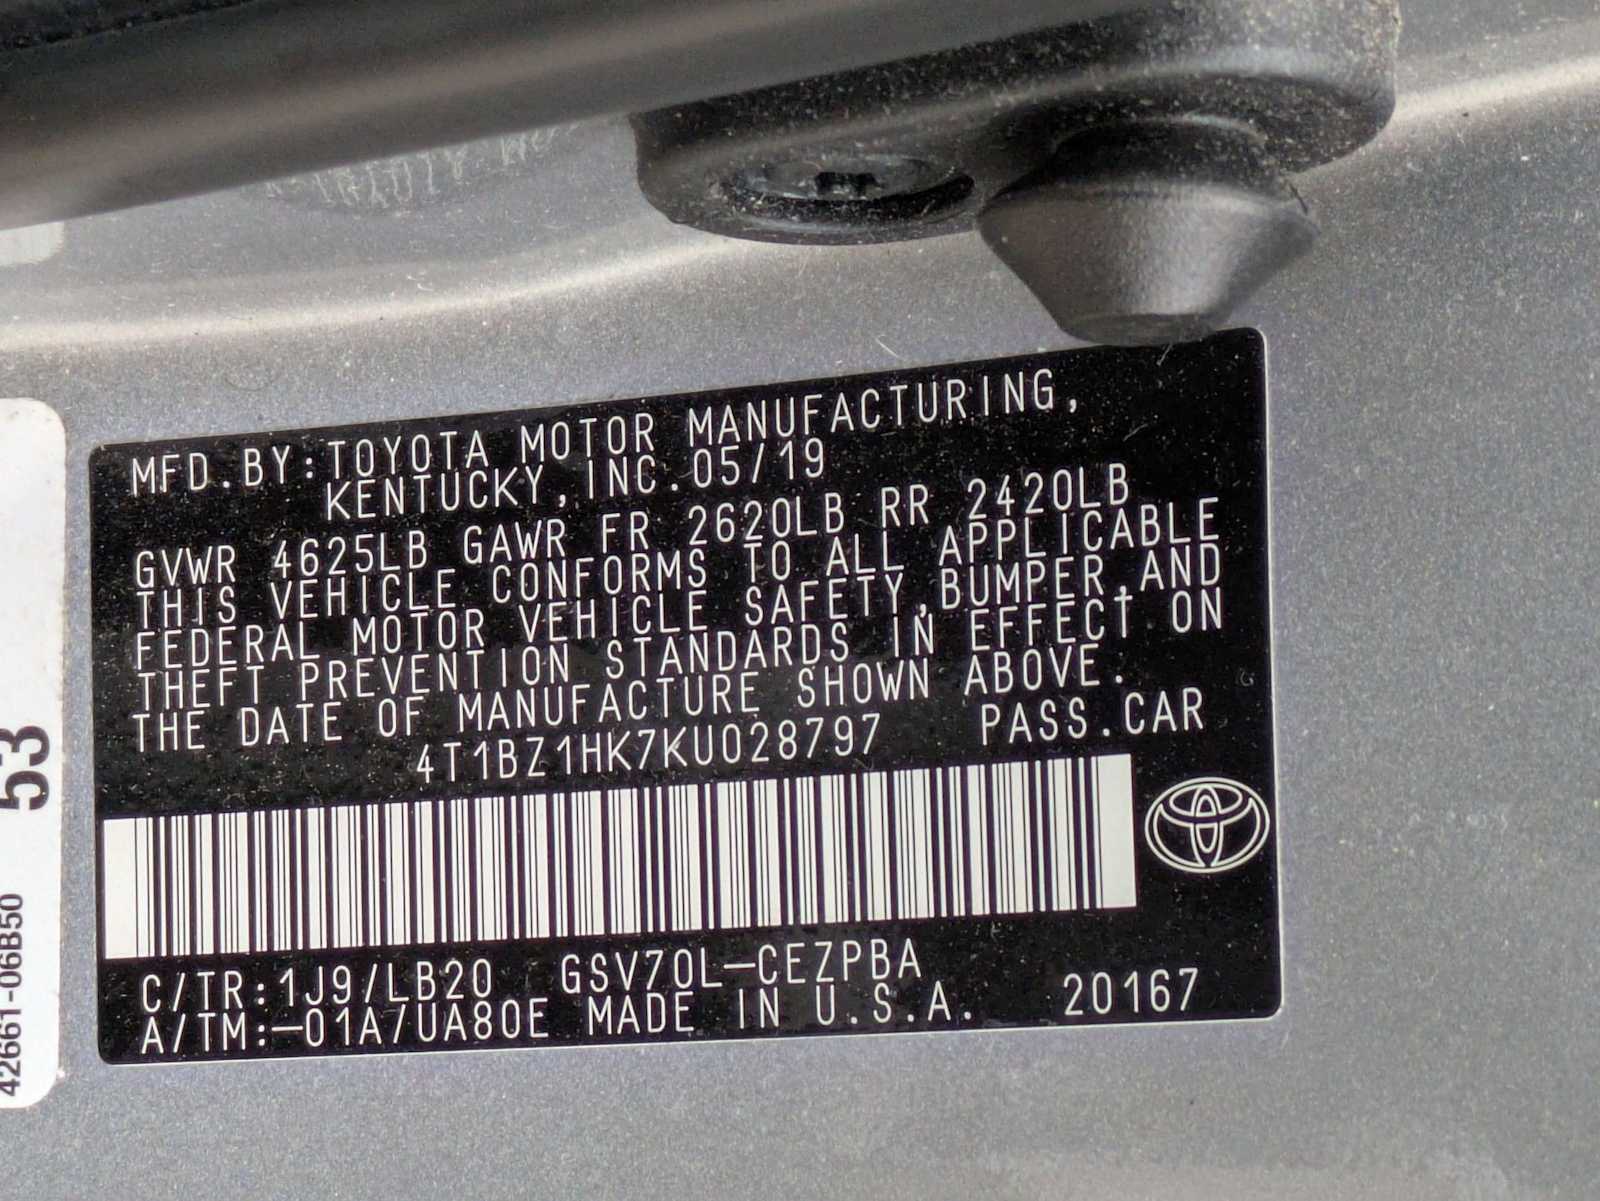 MFD.BY:TOYOTA MOTOR MANUFACTURING,
KENTUCKY,INC.05/19
GVWR 4625LB GAWR FR 2620LB RR 2420LB
THIS VEHICLE CONFORMS TO ALL APPLICABLE
FEDERAL MOTOR VEHICLE SAFETY,BUMPER,AND
THEFT PREVENTION STANDARDS IN EFFECT ON
THE DATE OF MANUFACTURE SHOWN ABOVE.
4T1BZ1HK7KU028797 PASS.CAR
C/TR:1J9/LB20 GSV70L-CEZPBA
A/TM:-01A/UA80E MADE IN U.S.A. 20167
G
53
42661-06B50